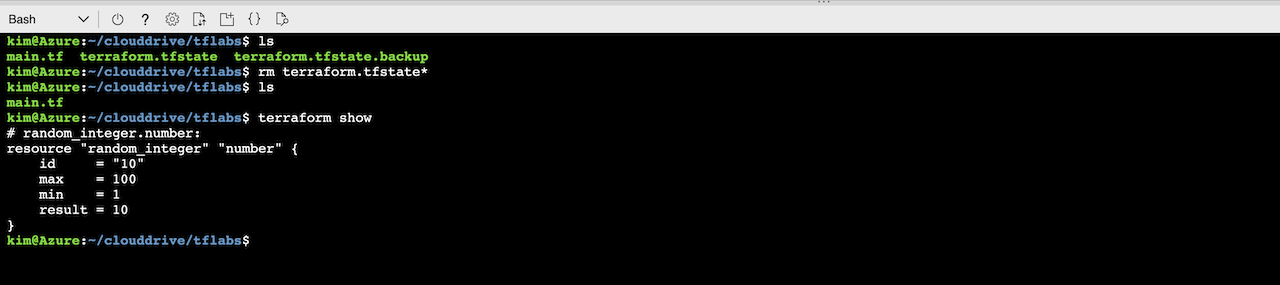 Bash
kim@Azure:~/clouddrive/tflabs$ ls
main.tf  terraform.tfstate  terraform.tfstate.backup
kim@Azure:~/clouddrive/tflabs$ rm terraform.tfstate*
kim@Azure:~/clouddrive/tflabs$ ls
main.tf
kim@Azure:~/clouddrive/tflabs$ terraform show
# random_integer.number:
resource "random_integer" "number" {
    id     = "10"
    max    = 100
    min    = 1
    result = 10
}
kim@Azure:~/clouddrive/tflabs$